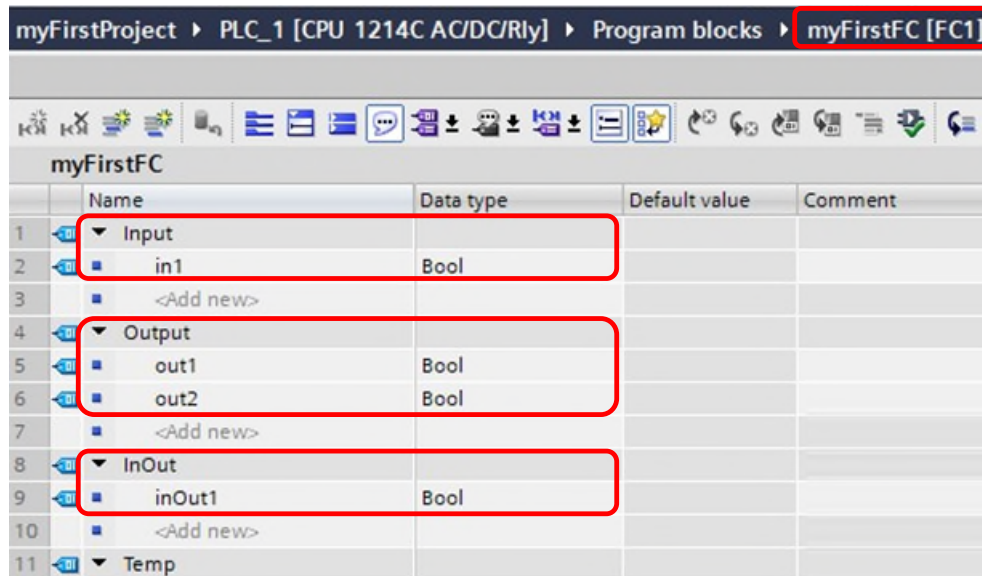 myFirstProject ▸ PLC_1 [CPU 1214C AC/DC/Rly] ▸ Program blocks ▸ myFirstFC [FC1]
myFirstFC
Name Data type Default value Comment
1 Input
2 in1 Bool
3 <Add new>
4 Output
5 out1 Bool
6 out2 Bool
7 <Add new>
8 InOut
9 inOut1 Bool
10 <Add new>
11 Temp